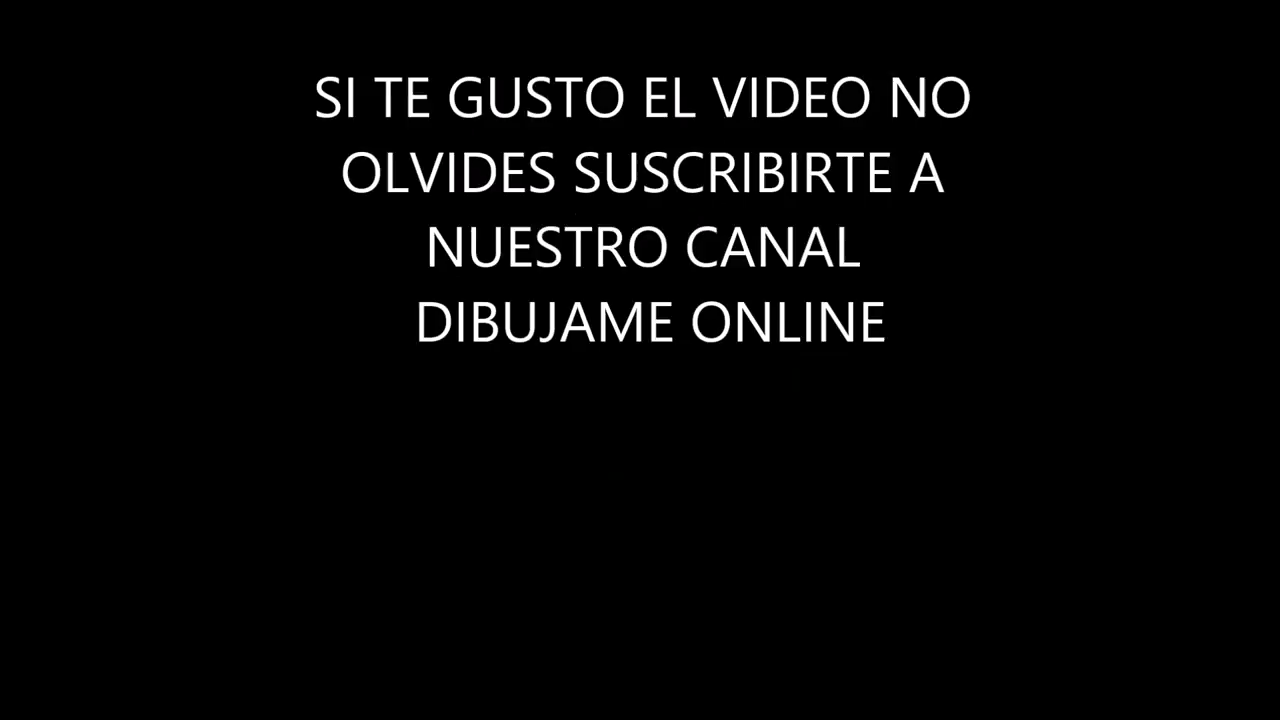 SI TE GUSTO EL VIDEO NO
OLVIDES SUSCRIBIRTE A
NUESTRO CANAL
DIBUJAME ONLINE